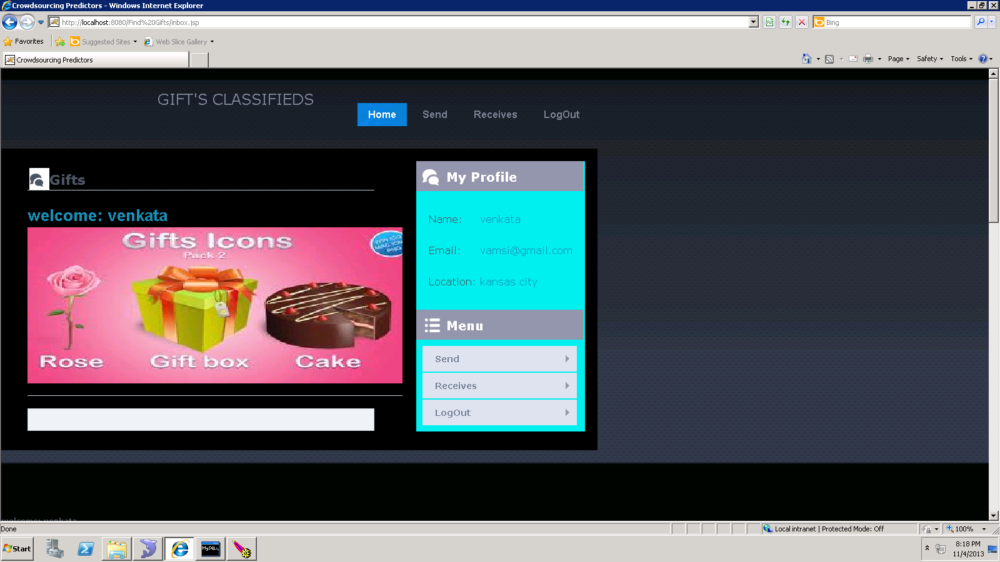 Crowdsourcing Predictors - Windows Internet Explorer
http://localhost:8080/Find%20Gifts/inbox.jsp
Bing
Favorites
Suggested Sites
Web Slice Gallery
Crowdsourcing Predictors
Page
Safety
Tools
GIFT'S CLASSIFIEDS
Home
Send
Receives
LogOut
Gifts
welcome: venkata
Gifts Icons
Pack 2
Rose
Gift box
Cake
My Profile
Name: venkata
Email: vamsi@gmail.com
Location: kansas city
Menu
Send
Receives
LogOut
welcome: venkata
Done
Local intranet | Protected Mode: Off
100%
Start
8:18 PM
11/4/2013